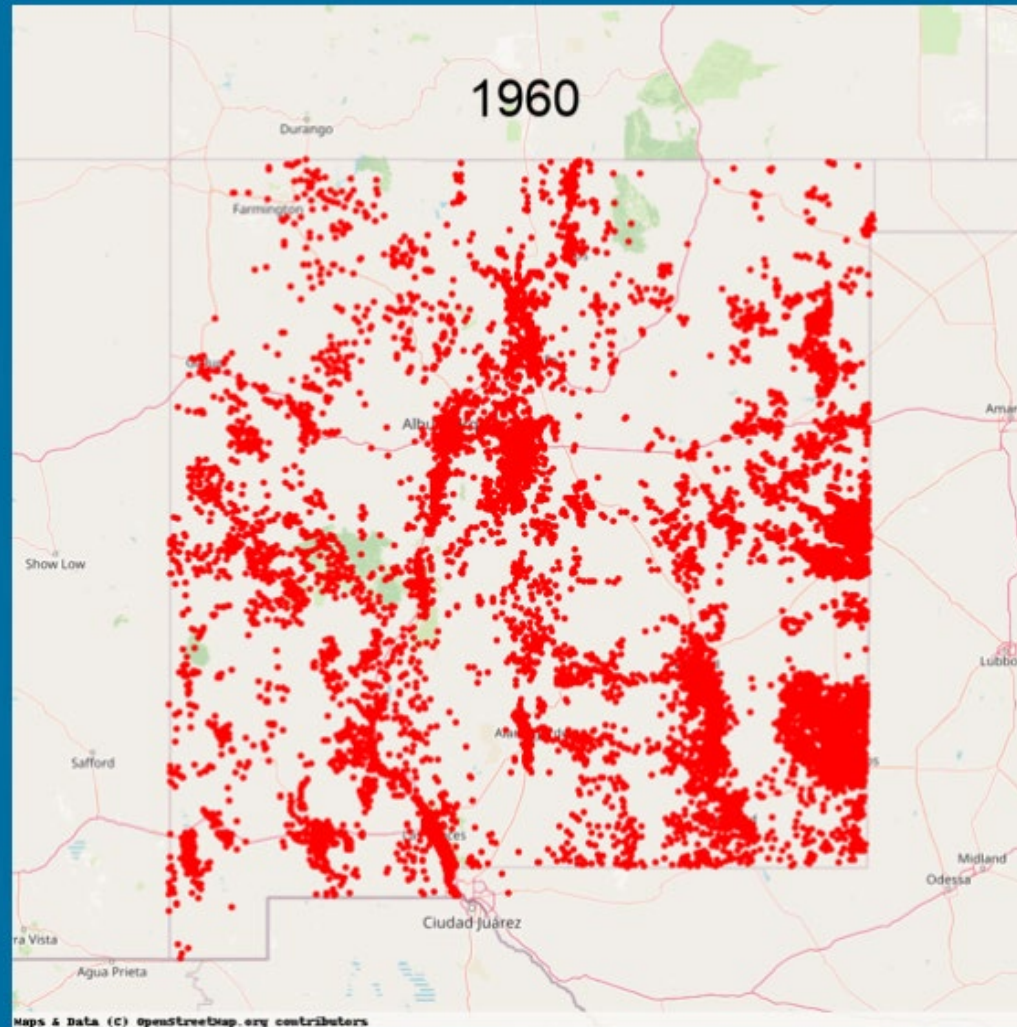 1960
Durango
Farmington
Amar
Show Low
Lubbo
Safford
Midland
Odessa
Ciudad Juárez
ra Vista
Agua Prieta
Maps & Data (C) OpenStreetMap.org contributors